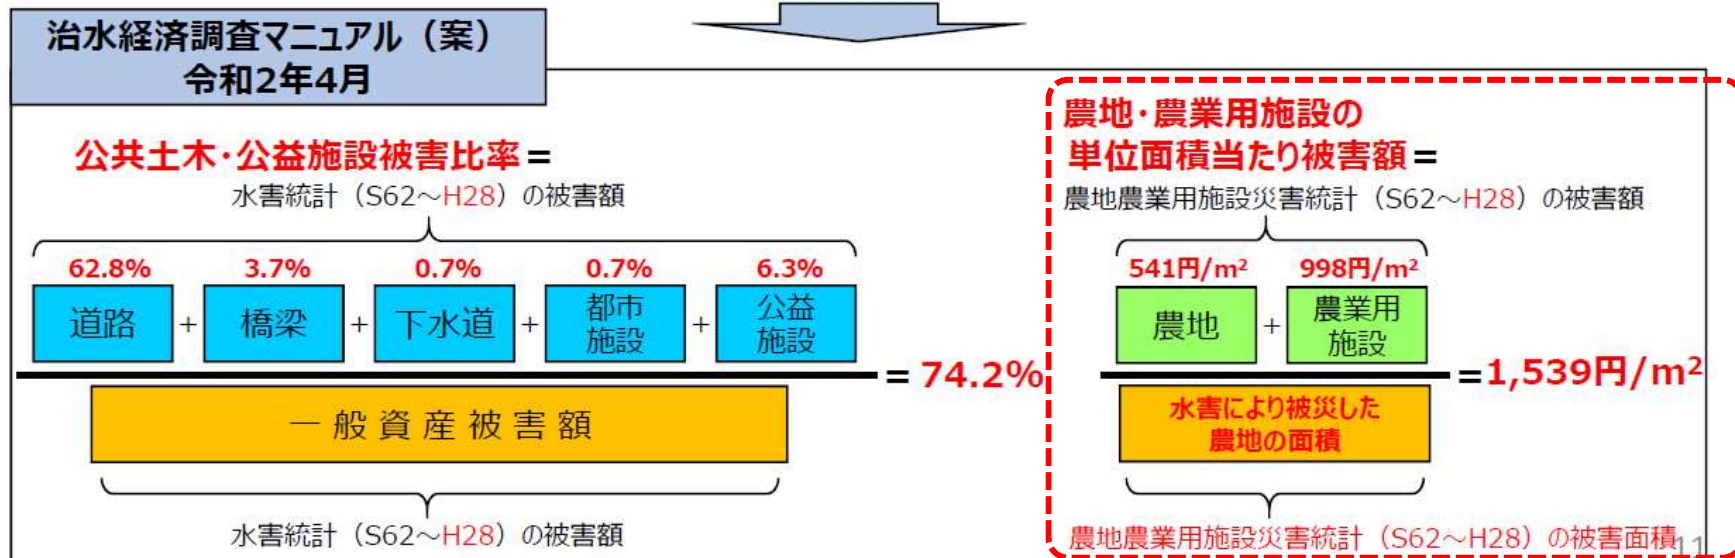 治水経済調査マニュアル（案）
令和2年4月
公共土木･公益施設被害比率＝
水害統計（S62～H28）の被害額
62.8% 3.7% 0.7% 0.7% 6.3%
道路 + 橋梁 + 下水道 + 都市施設 + 公益施設
= 74.2%
一般資産被害額
水害統計（S62～H28）の被害額
農地･農業用施設の
単位面積当たり被害額＝
農地農業用施設災害統計（S62～H28）の被害額
541円/m² 998円/m²
農地 + 農業用施設
=1,539円/m²
水害により被災した
農地の面積
農地農業用施設災害統計（S62～H28）の被害面積
11